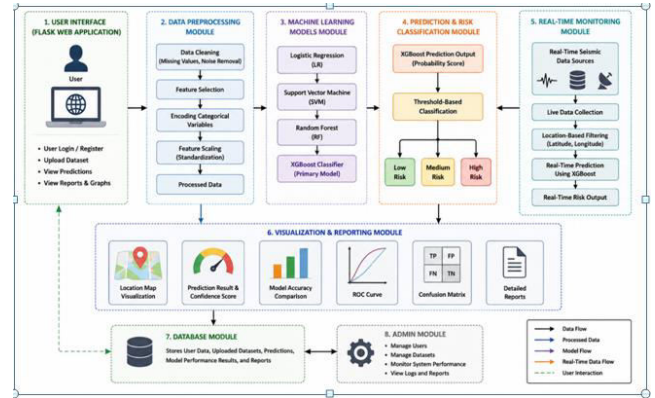 1. USER INTERFACE
(FLASK WEB APPLICATION)
User
• User Login / Register
• Upload Dataset
• View Predictions
• View Reports & Graphs
2. DATA PREPROCESSING
MODULE
Data Cleaning
(Missing Values, Noise Removal)
Feature Selection
Encoding Categorical
Variables
Feature Scaling
(Standardization)
Processed Data
3. MACHINE LEARNING
MODELS MODULE
Logistic Regression
(LR)
Support Vector Machine
(SVM)
Random Forest
(RF)
XGBoost Classifier
(Primary Model)
4. PREDICTION & RISK
CLASSIFICATION MODULE
XGBoost Prediction Output
(Probability Score)
Threshold-Based
Classification
Low
Risk
Medium
Risk
High
Risk
5. REAL-TIME MONITORING
MODULE
Real-Time Seismic
Data Sources
Live Data Collection
Location-Based Filtering
(Latitude, Longitude)
Real-Time Prediction
Using XGBoost
Real-Time Risk Output
6. VISUALIZATION & REPORTING MODULE
Location Map
Visualization
Prediction Result &
Confidence Score
Model Accuracy
Comparison
ROC Curve
TP FP
FN TN
Confusion Matrix
Detailed
Reports
7. DATABASE MODULE
Stores User Data, Uploaded Datasets, Predictions,
Model Performance Results, and Reports
8. ADMIN MODULE
• Manage Users
• Manage Datasets
• Monitor System Performance
• View Logs and Reports
Data Flow
Processed Data
Model Flow
Real-Time Data Flow
User Interaction